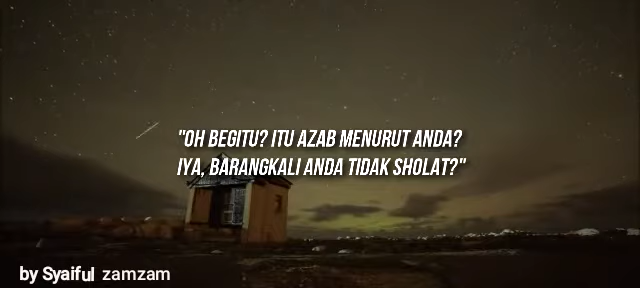 "OH BEGITU? ITU AZAB MENURUT ANDA?
IYA, BARANGKALI ANDA TIDAK SHOLAT?"
by Syaiful zamzam